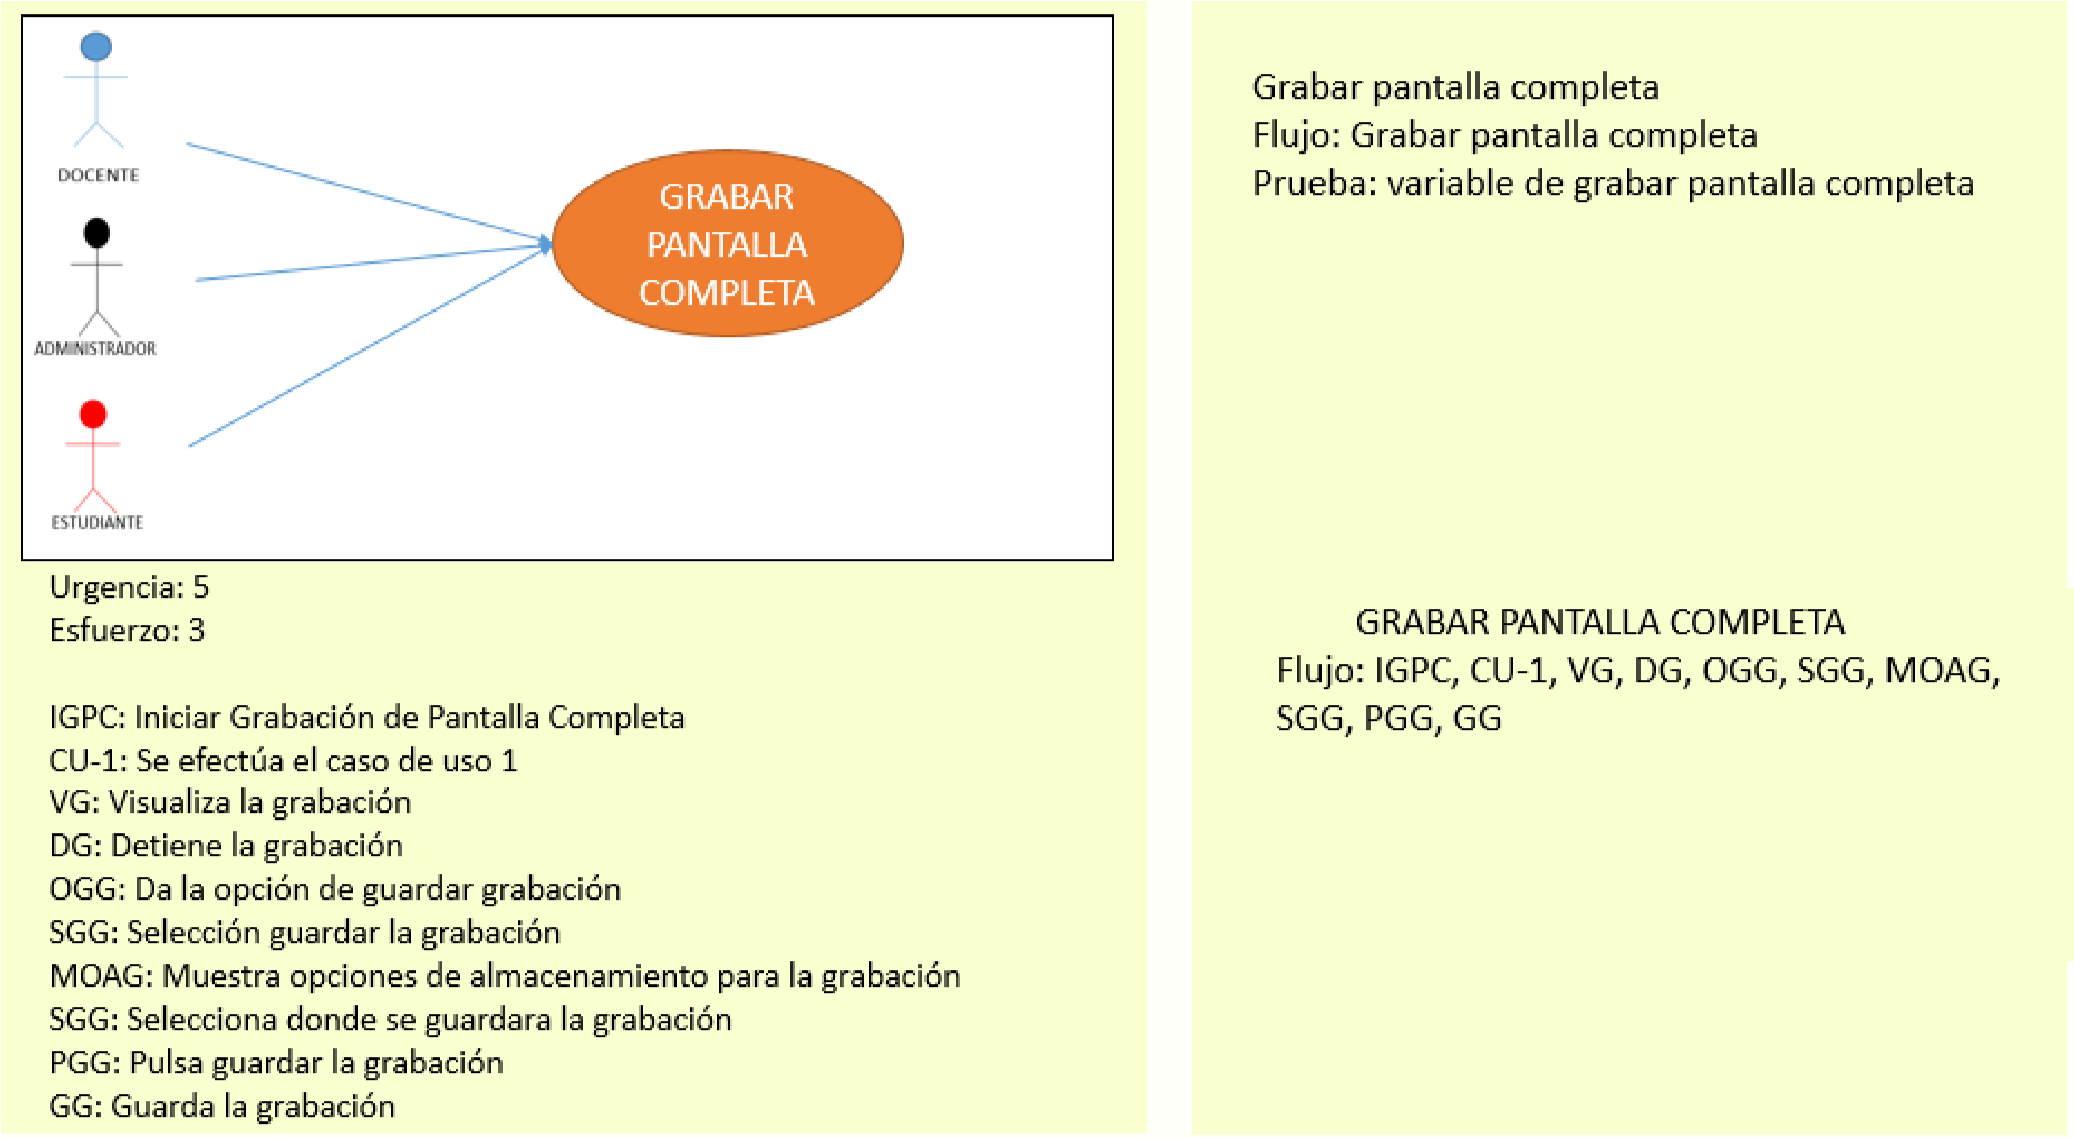 DOCENTE
ADMINISTRADOR
ESTUDIANTE
GRABAR
PANTALLA
COMPLETA
Urgencia: 5
Esfuerzo: 3
IGPC: Iniciar Grabación de Pantalla Completa
CU-1: Se efectúa el caso de uso 1
VG: Visualiza la grabación
DG: Detiene la grabación
OGG: Da la opción de guardar grabación
SGG: Selección guardar la grabación
MOAG: Muestra opciones de almacenamiento para la grabación
SGG: Selecciona donde se guardara la grabación
PGG: Pulsa guardar la grabación
GG: Guarda la grabación
Grabar pantalla completa
Flujo: Grabar pantalla completa
Prueba: variable de grabar pantalla completa
GRABAR PANTALLA COMPLETA
Flujo: IGPC, CU-1, VG, DG, OGG, SGG, MOAG,
SGG, PGG, GG